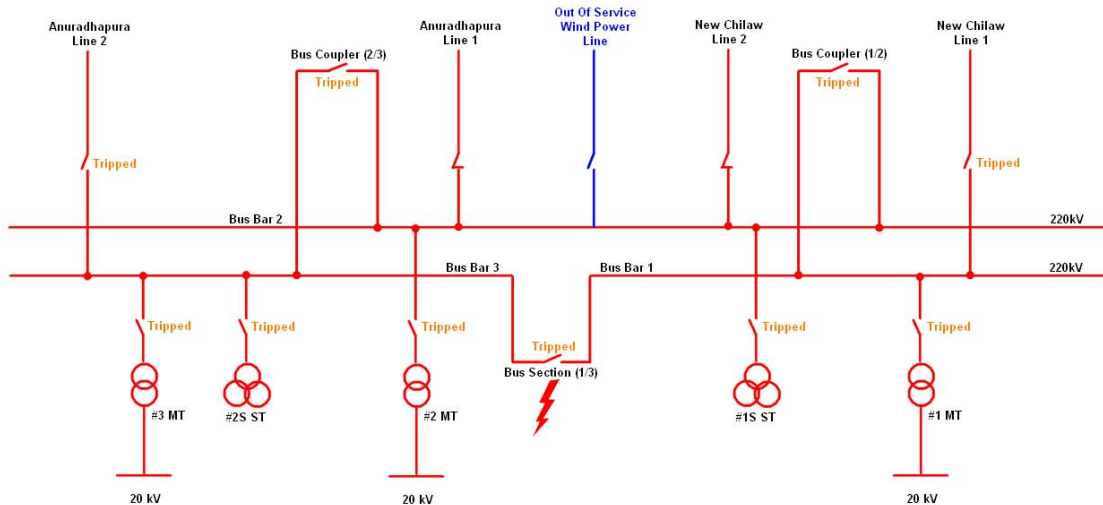 Anuradhapura
Line 2
Bus Coupler (2/3)
Tripped
Anuradhapura
Line 1
Out Of Service
Wind Power
Line
New Chilaw
Line 2
Bus Coupler (1/2)
Tripped
New Chilaw
Line 1
Tripped
Tripped
Bus Bar 2
220kV
Bus Bar 3
Bus Bar 1
220kV
Tripped
Tripped
Tripped
Tripped
Tripped
Tripped
Bus Section (1/3)
#3 MT
#2S ST
#2 MT
#1S ST
#1 MT
20 kV
20 kV
20 kV